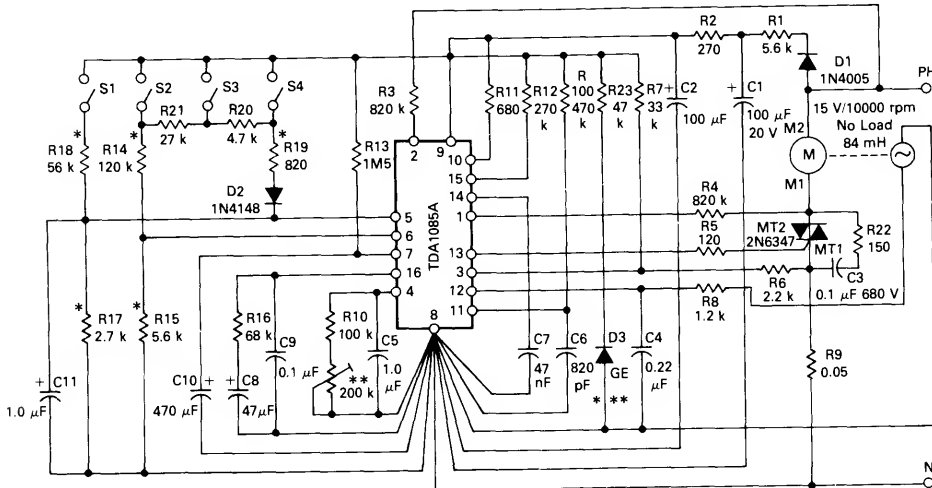 S1
S2
S3
S4
R21
27 k
R20
4.7 k
R3
820 k
R18
56 k
*
R14
120 k
*
R19
820
*
D2
1N4148
R13
1M5
2
9
10
15
14
1
13
3
12
11
5
6
7
16
4
8
TDA1085A
R11
680
R12
270
k
R
100
470
k
R23
47
k
R7
33
k
C2
100 μF
R2
270
C1
100 μF
20 V
R1
5.6 k
D1
1N4005
PH
15 V/10000 rpm
M2
No Load
84 mH
M
M1
R4
820 k
R5
120
MT2
2N6347
MT1
R22
150
C3
0.1 μF 680 V
R6
2.2 k
R8
1.2 k
R9
0.05
R17
2.7 k
*
R15
5.6 k
*
R16
68 k
C9
0.1 μF
R10
100 k
**
200 k
C5
1.0
μF
C7
47
nF
C6
820
pF
D3
GE
* **
C4
0.22
μF
C11
+
1.0 μF
C10
+
470 μF
C8
+
47μF
+
+
N